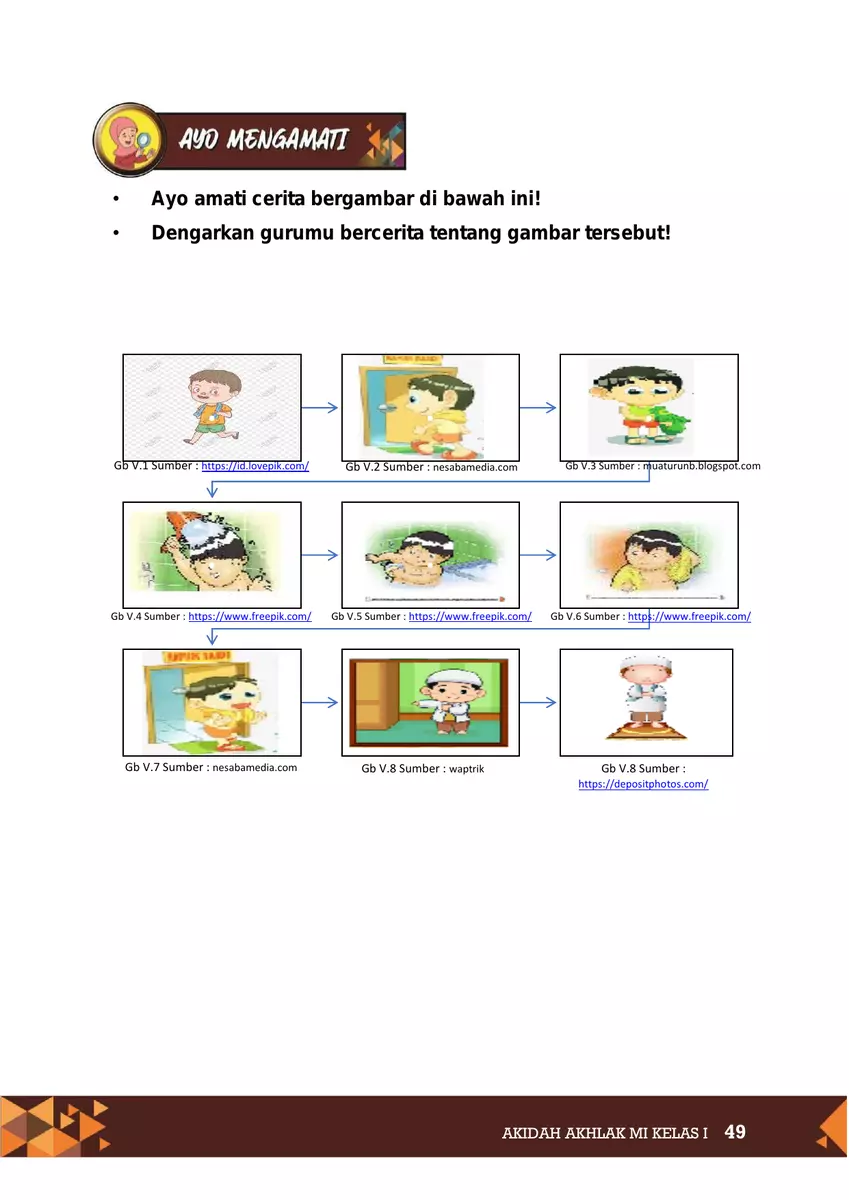 AYO MENGAMATI
• Ayo amati cerita bergambar di bawah ini!
• Dengarkan gurumu bercerita tentang gambar tersebut!
Gb V.1 Sumber : https://id.lovepik.com/
Gb V.2 Sumber : nesabamedia.com
Gb V.3 Sumber : muaturunb.blogspot.com
Gb V.4 Sumber : https://www.freepik.com/
Gb V.5 Sumber : https://www.freepik.com/
Gb V.6 Sumber : https://www.freepik.com/
Gb V.7 Sumber : nesabamedia.com
Gb V.8 Sumber : waptrik
Gb V.8 Sumber :
https://depositphotos.com/
AKIDAH AKHLAK MI KELAS I 49